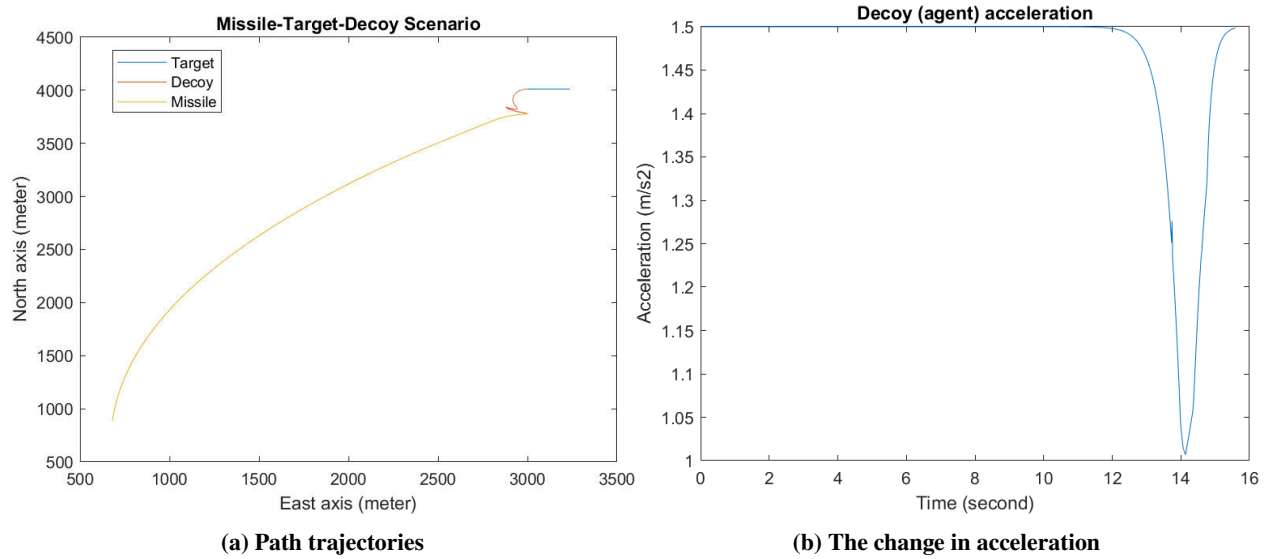 Missile-Target-Decoy Scenario
4500
4000
3500
3000
2500
2000
1500
1000
500
North axis (meter)
Target
Decoy
Missile
500 1000 1500 2000 2500 3000 3500
East axis (meter)
(a) Path trajectories
Decoy (agent) acceleration
1.5
1.45
1.4
1.35
1.3
1.25
1.2
1.15
1.1
1.05
1
Acceleration (m/s2)
0 2 4 6 8 10 12 14 16
Time (second)
(b) The change in acceleration